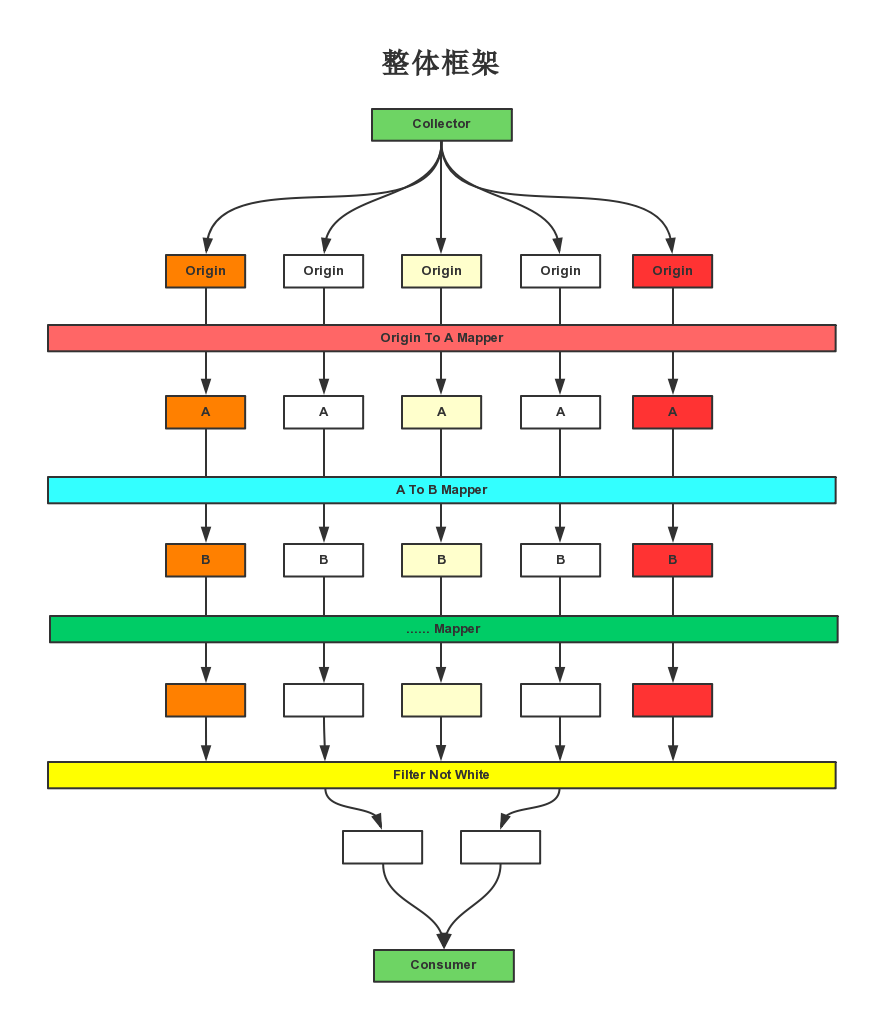 整体框架
Collector
Origin Origin Origin Origin Origin
Origin To A Mapper
A A A A A
A To B Mapper
B B B B B
...... Mapper
Filter Not White
Consumer